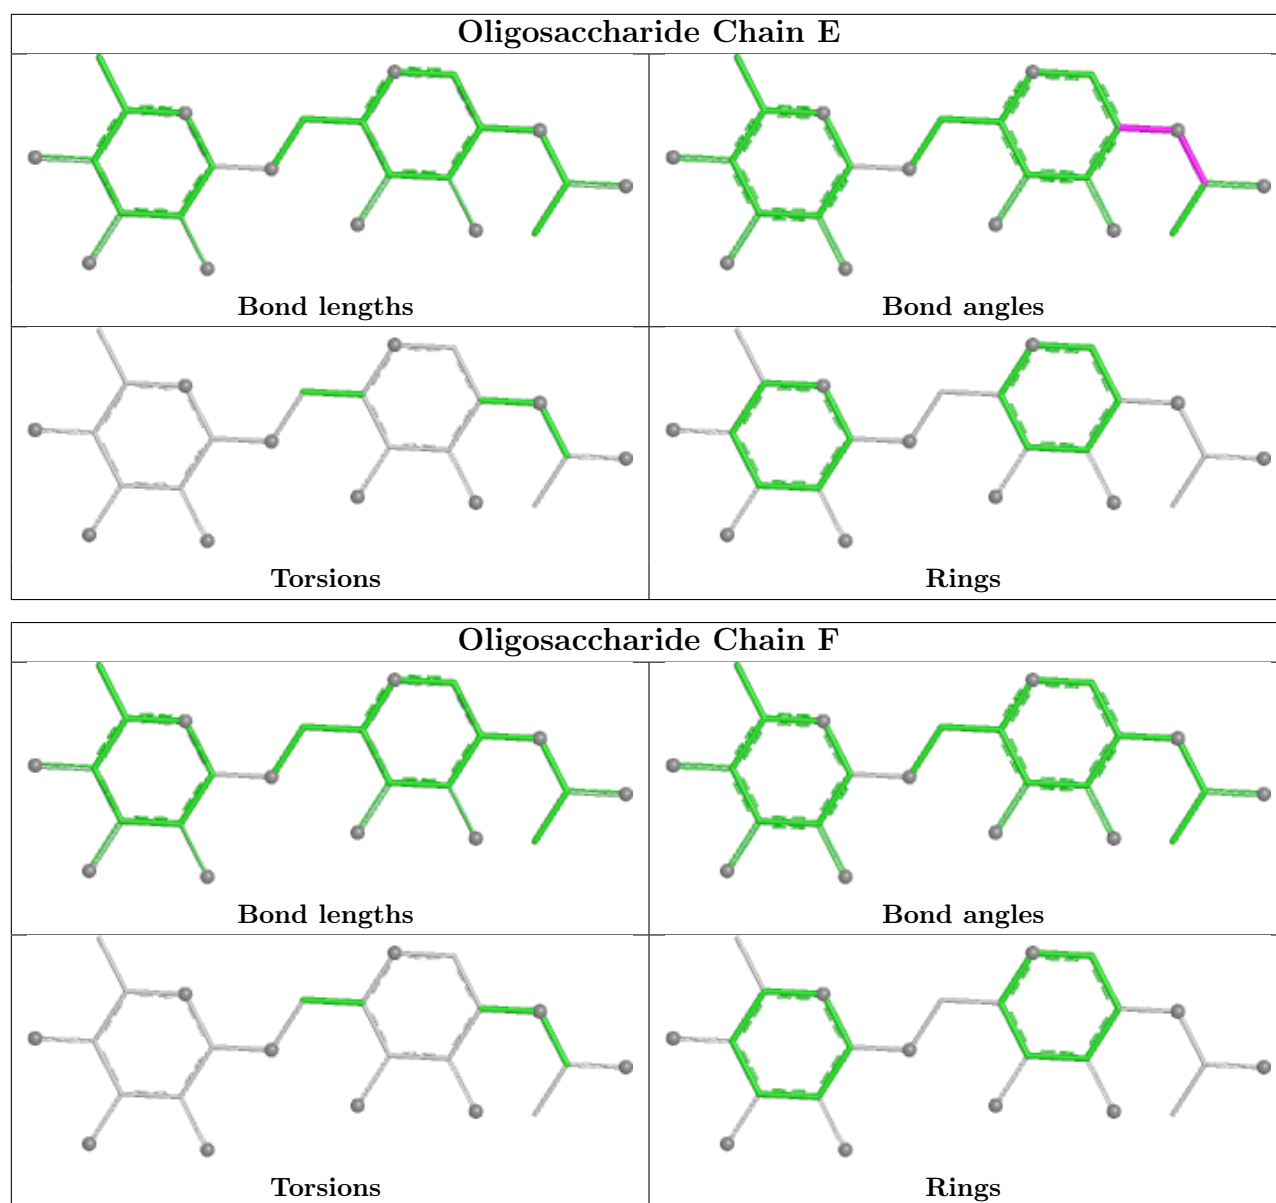 Oligosaccharide Chain E
Bond lengths
Bond angles
Torsions
Rings
Oligosaccharide Chain F
Bond lengths
Bond angles
Torsions
Rings